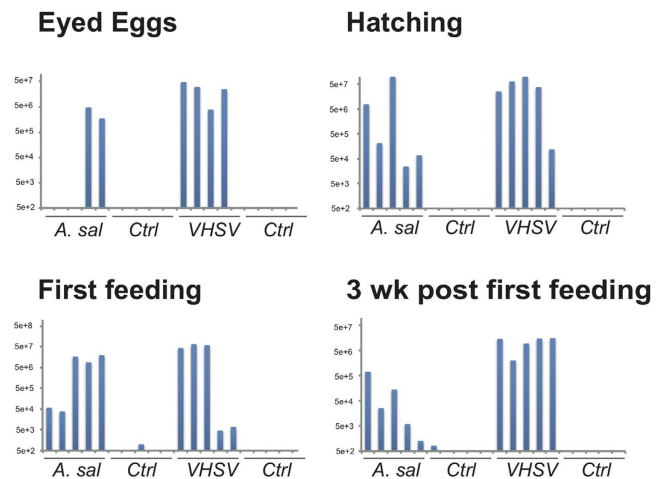 Eyed Eggs
5e+7
5e+6
5e+5
5e+4
5e+3
5e+2
A. sal Ctrl VHSV Ctrl
Hatching
5e+7
5e+6
5e+5
5e+4
5e+3
5e+2
A. sal Ctrl VHSV Ctrl
First feeding
5e+8
5e+7
5e+6
5e+5
5e+4
5e+3
5e+2
A. sal Ctrl VHSV Ctrl
3 wk post first feeding
5e+7
5e+6
5e+5
5e+4
5e+3
5e+2
A. sal Ctrl VHSV Ctrl